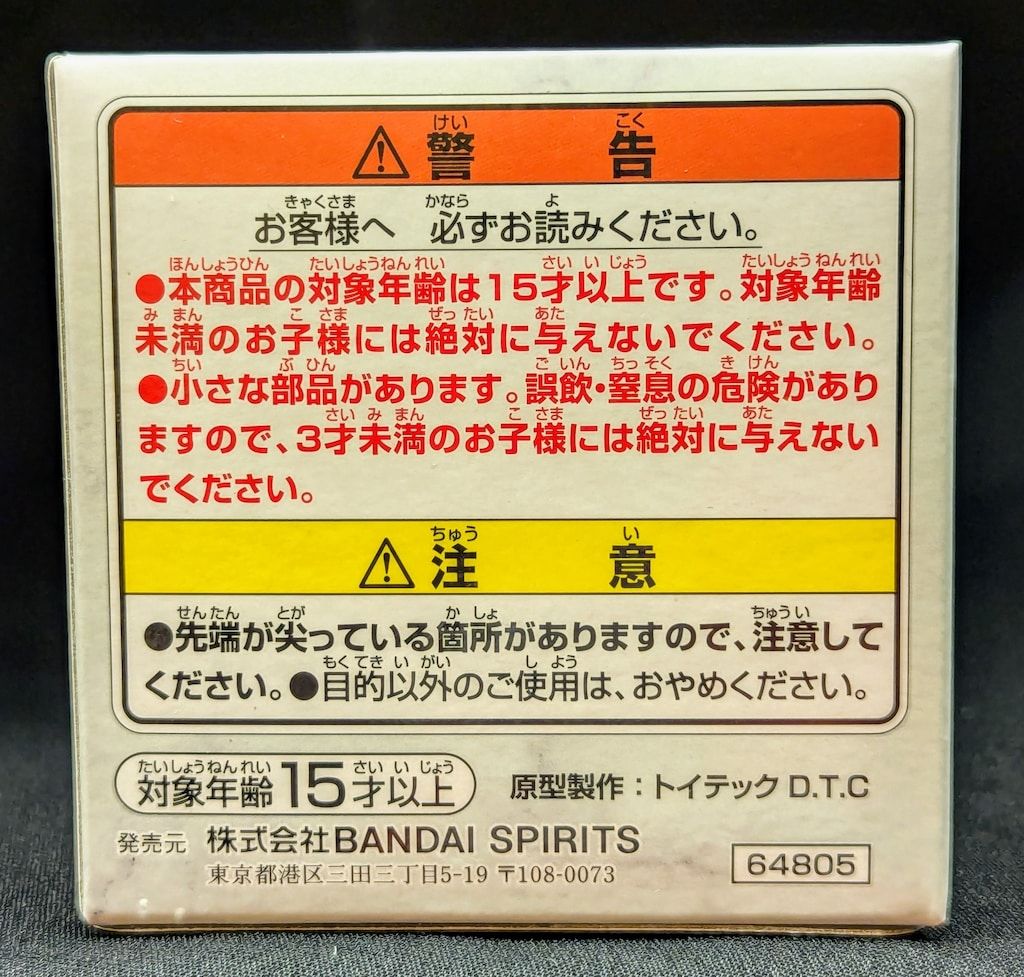 ⚠警告
お客様へ 必ずお読みください。
●本商品の対象年齢は15才以上です。対象年齢
未満のお子様には絶対に与えないでください。
●小さな部品があります。誤飲・窒息の危険があり
ますので、3才未満のお子様には絶対に与えない
でください。
⚠注意
●先端が尖っている箇所がありますので、注意して
ください。●目的以外のご使用は、おやめください。
対象年齢15才以上
原型製作：トイテック D.T.C
発売元 株式会社BANDAI SPIRITS
東京都港区三田三丁目5-19 〒108-0073
64805